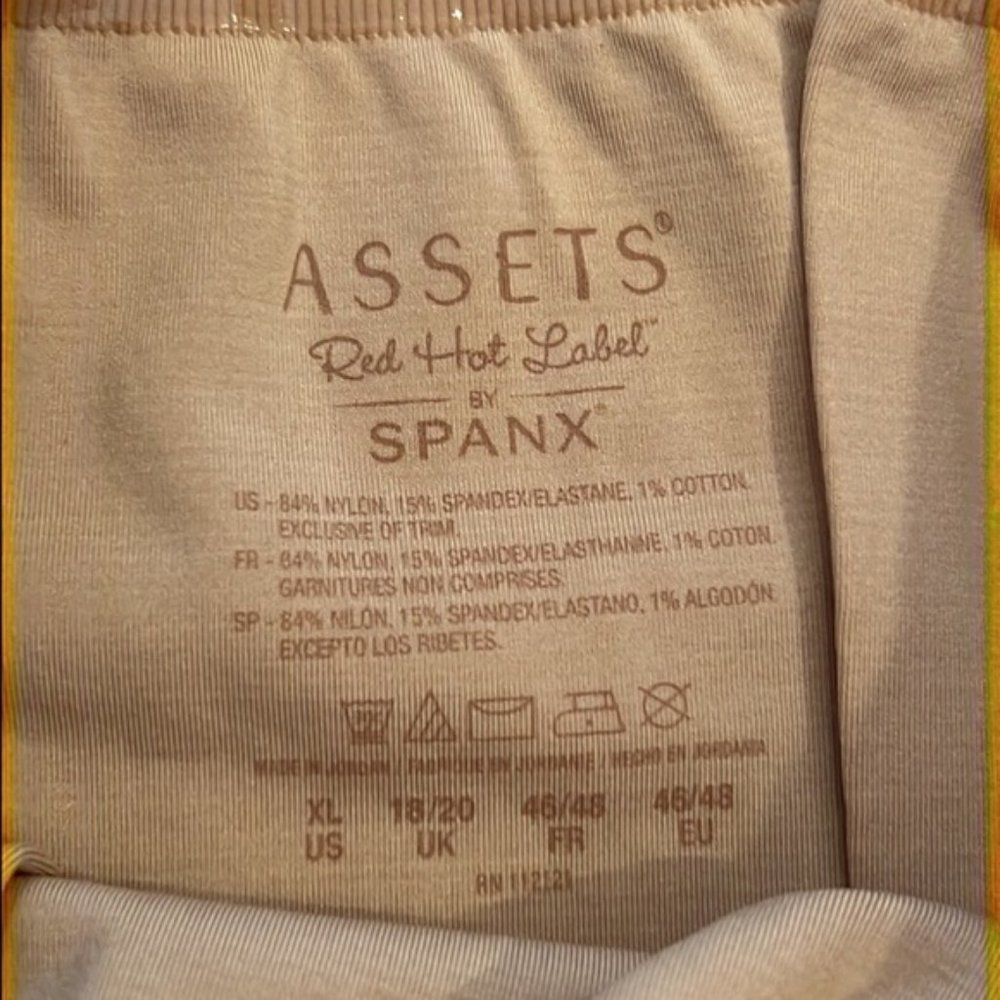 ASSETS®
Red Hot Label™
BY
SPANX®
US - 84% NYLON, 15% SPANDEX/ELASTANE, 1% COTTON.
EXCLUSIVE OF TRIM.
FR - 84% NYLON, 15% SPANDEX/ELASTHANNE, 1% COTON.
GARNITURES NON COMPRISES.
SP - 84% NILON, 15% SPANDEX/ELASTANO, 1% ALGODÓN
EXCEPTO LOS RIBETES.
MADE IN JORDAN / FABRIQUE EN JORDANIE / HECHO EN JORDANIA
XL 18/20 46/48 46/48
US UK FR EU
RN 112121